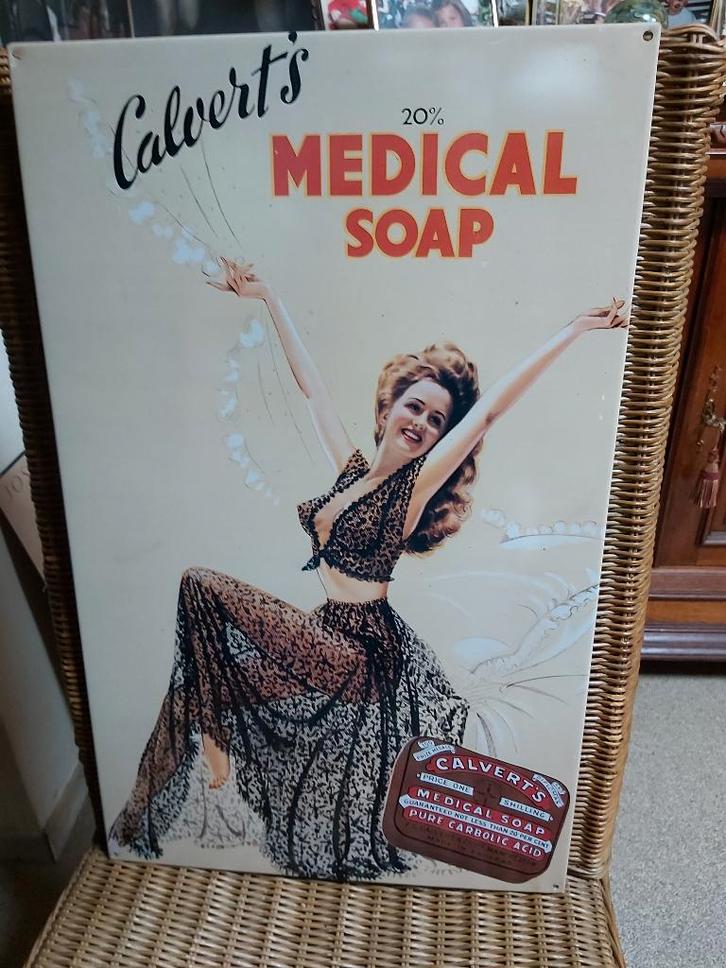 Calvert's
20%
MEDICAL
SOAP
CALVERT'S
PRICE ONE SHILLING
MEDICAL SOAP
GUARANTEED NOT LESS THAN 20 PER CENT
PURE CARBOLIC ACID